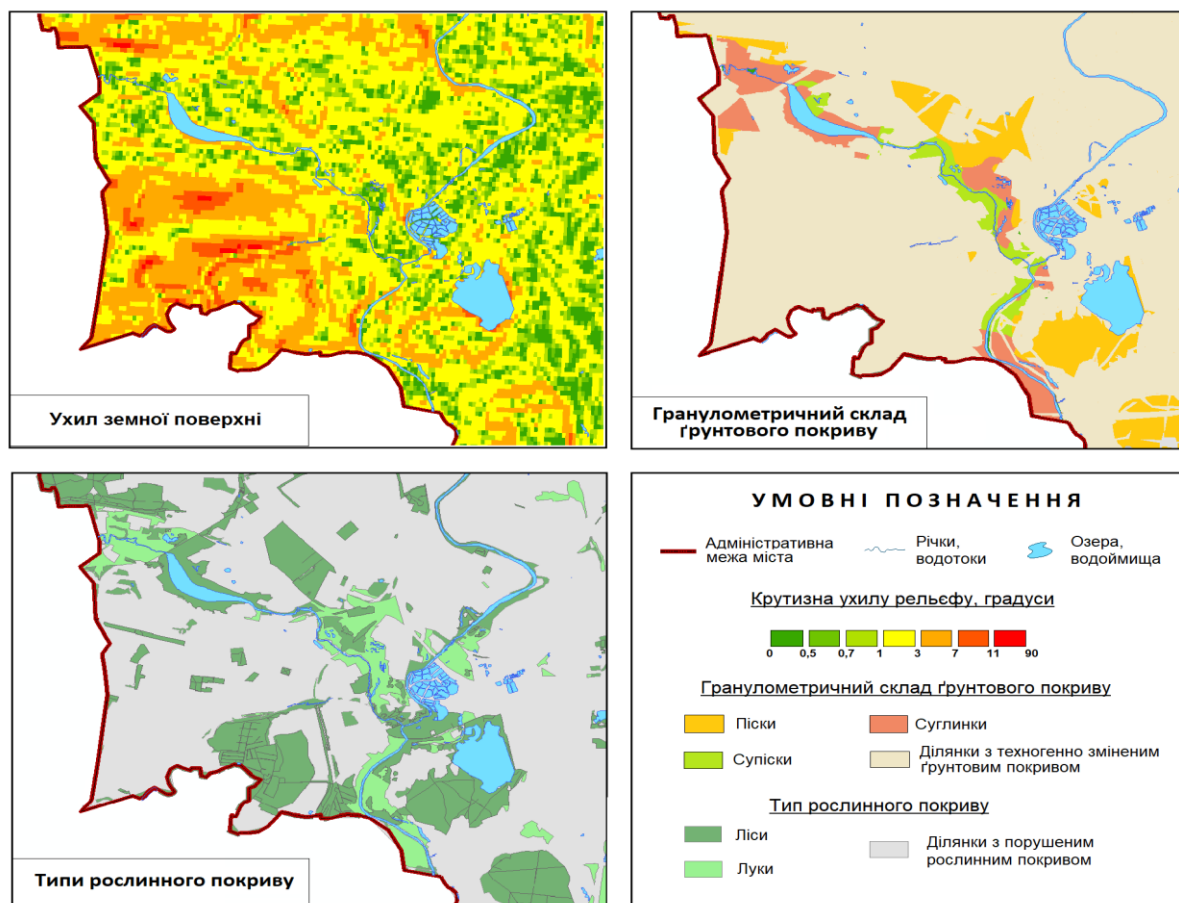 Ухил земної поверхні
Гранулометричний склад
ґрунтового покриву
Типи рослинного покриву
УМОВНІ ПОЗНАЧЕННЯ
Адміністративна
межа міста
Річки,
водотоки
Озера,
водоймища
Крутизна ухилу рельєфу, градуси
0 0,5 0,7 1 3 7 11 90
Гранулометричний склад ґрунтового покриву
Піски
Суглинки
Супіски
Ділянки з техногенно зміненим
ґрунтовим покривом
Тип рослинного покриву
Ліси
Луки
Ділянки з порушеним
рослинним покривом